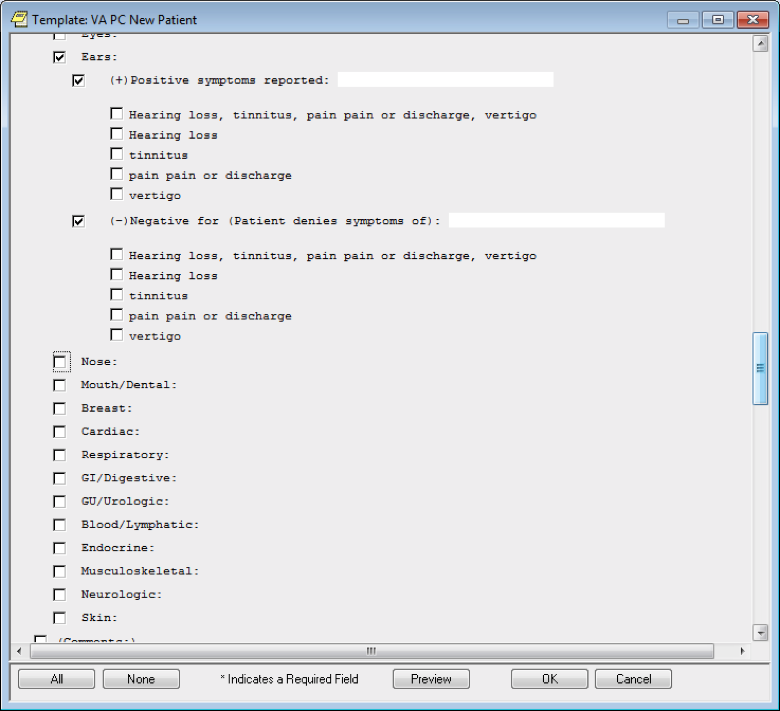 Template: VA PC New Patient
Eyes:
Ears:
(+)Positive symptoms reported:
Hearing loss, tinnitus, pain pain or discharge, vertigo
Hearing loss
tinnitus
pain pain or discharge
vertigo
(-)Negative for (Patient denies symptoms of):
Hearing loss, tinnitus, pain pain or discharge, vertigo
Hearing loss
tinnitus
pain pain or discharge
vertigo
Nose:
Mouth/Dental:
Breast:
Cardiac:
Respiratory:
GI/Digestive:
GU/Urologic:
Blood/Lymphatic:
Endocrine:
Musculoskeletal:
Neurologic:
Skin:
(Comments:)
All None * Indicates a Required Field Preview OK Cancel